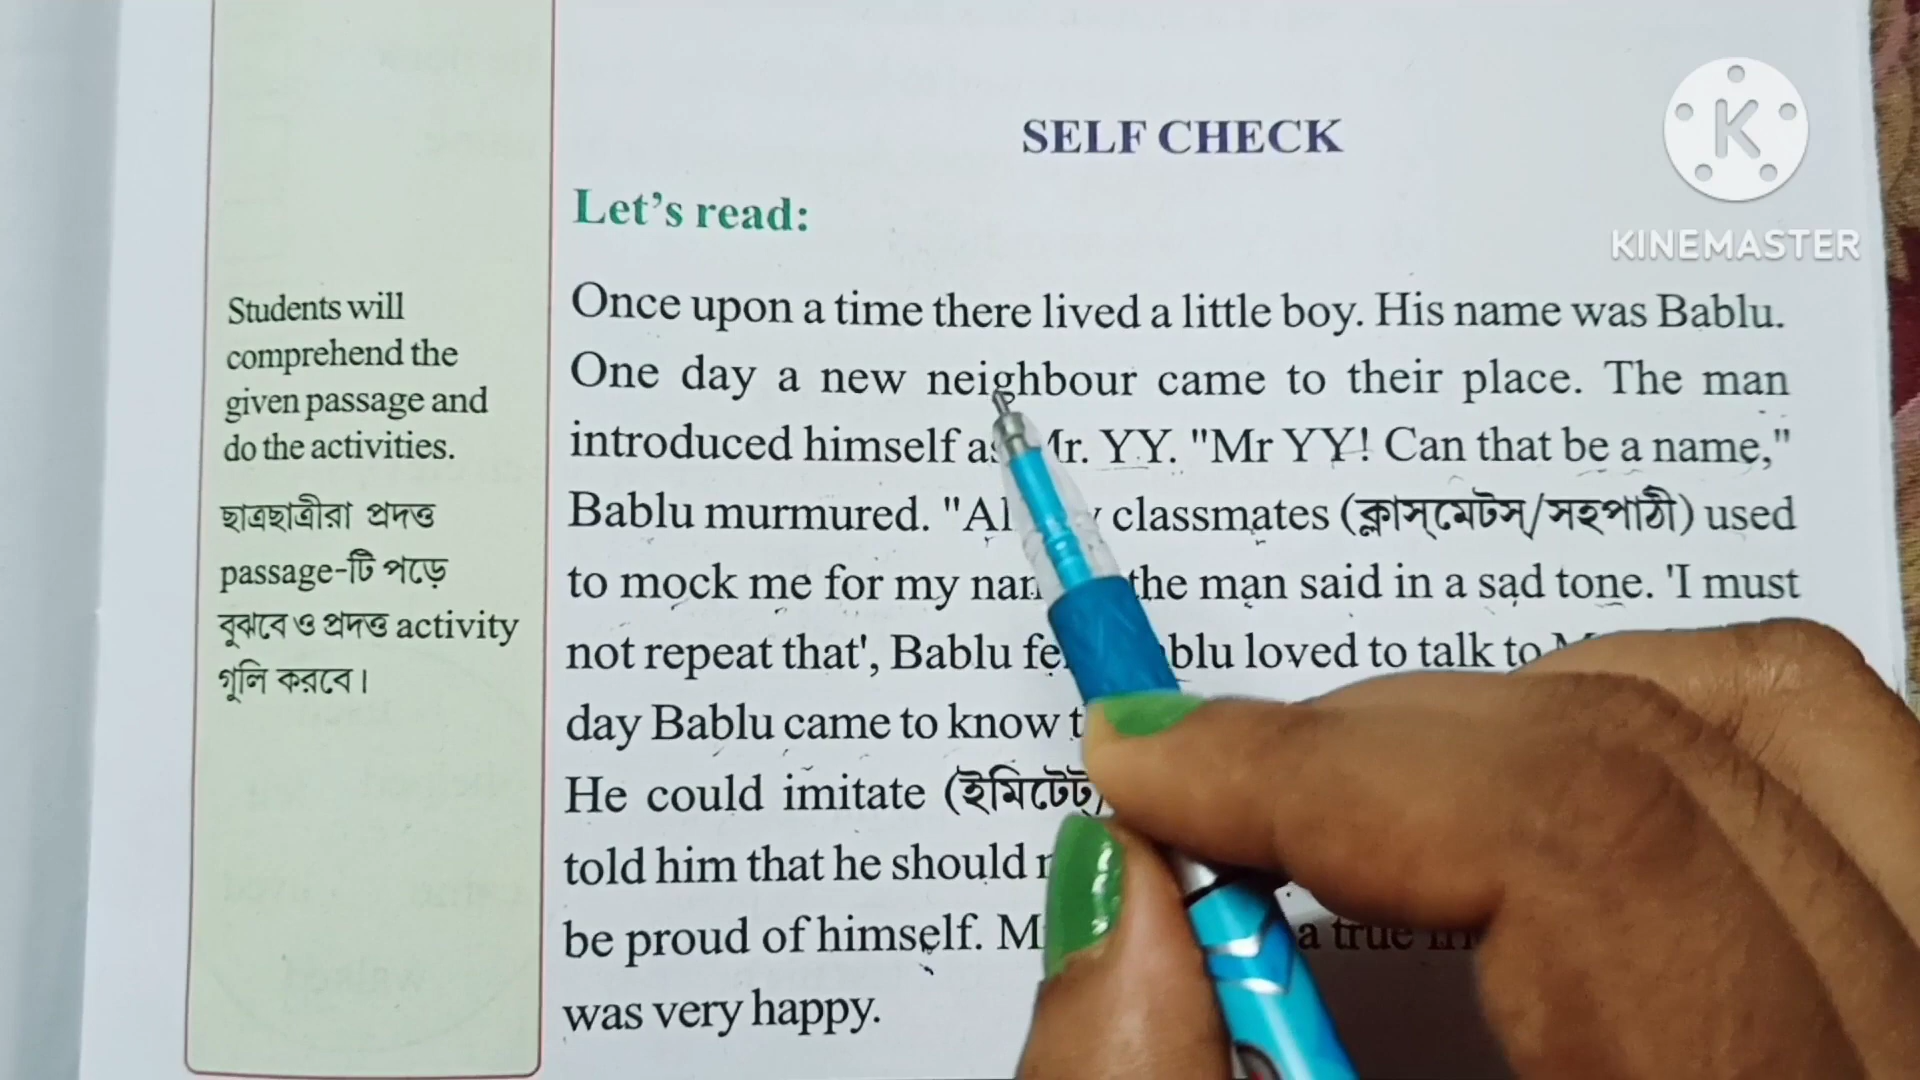 SELF CHECK
K
KINEMASTER
Let's read:
Students will
comprehend the
given passage and
do the activities.
ছাত্রছাত্রীরা প্রদত্ত
passage-টি পড়ে
বুঝবে ও প্রদত্ত activity
গুলি করবে।
Once upon a time there lived a little boy. His name was Bablu.
One day a new neighbour came to their place. The man
introduced himself as Mr. YY. "Mr YY! Can that be a name,"
Bablu murmured. classmates (ক্লাস্‌মেটস্/সহপাঠী) used
to mock me for my the man said in a sad tone. 'I must
not repeat that', Bablu loved to talk to
day Bablu came to know
He could imitate (ইমিটেট্/
told him that he should
be proud of himself. a true
was very happy.